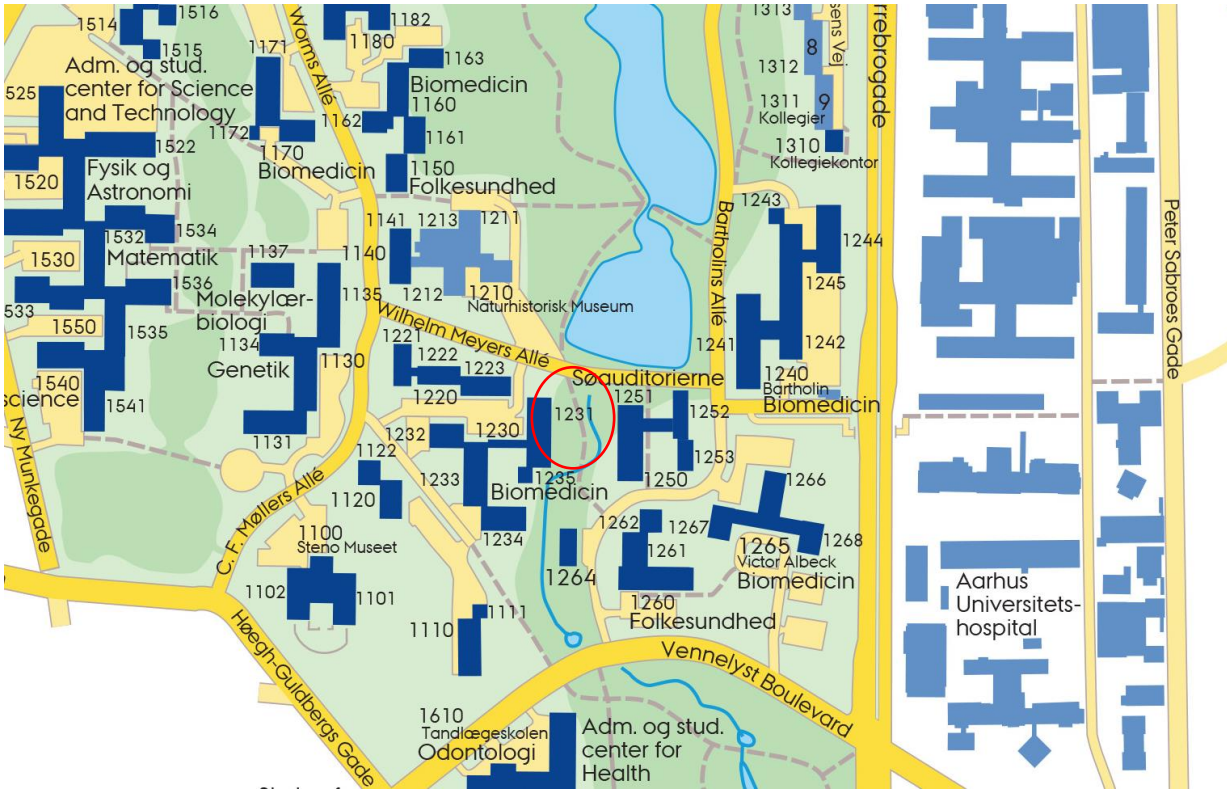 1514
1516
1515
Adm. og stud.
center for Science
and Technology
525
1522
1520
Fysik og
Astronomi
1532
1534
Matematik
1530
1536
533
1550
1535
1540
science
1541
Ny Munkegade
1171
1172
1170
Biomedicin
Worms Allé
1182
1180
1163
Biomedicin
1160
1162
1161
1150
Folkesundhed
1141
1213
1211
1140
1212
1210
Naturhistorisk Museum
1137
1135
Molekylær-
biologi
1134
1130
Genetik
1131
Wilhelm Meyers Allé
1221
1222
1223
1220
1232
1230
1231
1233
1235
Biomedicin
1234
1122
1120
C. F. Møllers Allé
1100
Steno Museet
1102
1101
1111
1110
Høegh-Guldbergs Gade
1610
Tandlægeskolen
Odontologi
Adm. og stud.
center for
Health
Vennelyst Boulevard
Søauditorierne
1251
1252
1253
1250
1262
1261
1264
1260
Folkesundhed
1267
1266
1265
1268
Victor Albeck
Biomedicin
Bartholins Allé
1243
1244
1245
1241
1242
1240
Bartholin
Biomedicin
1313
8
1312
1311
9
Kollegier
1310
Kollegiekontor
sens Vej
rrebrogade
Peter Sabroes Gade
Aarhus
Universitets-
hospital